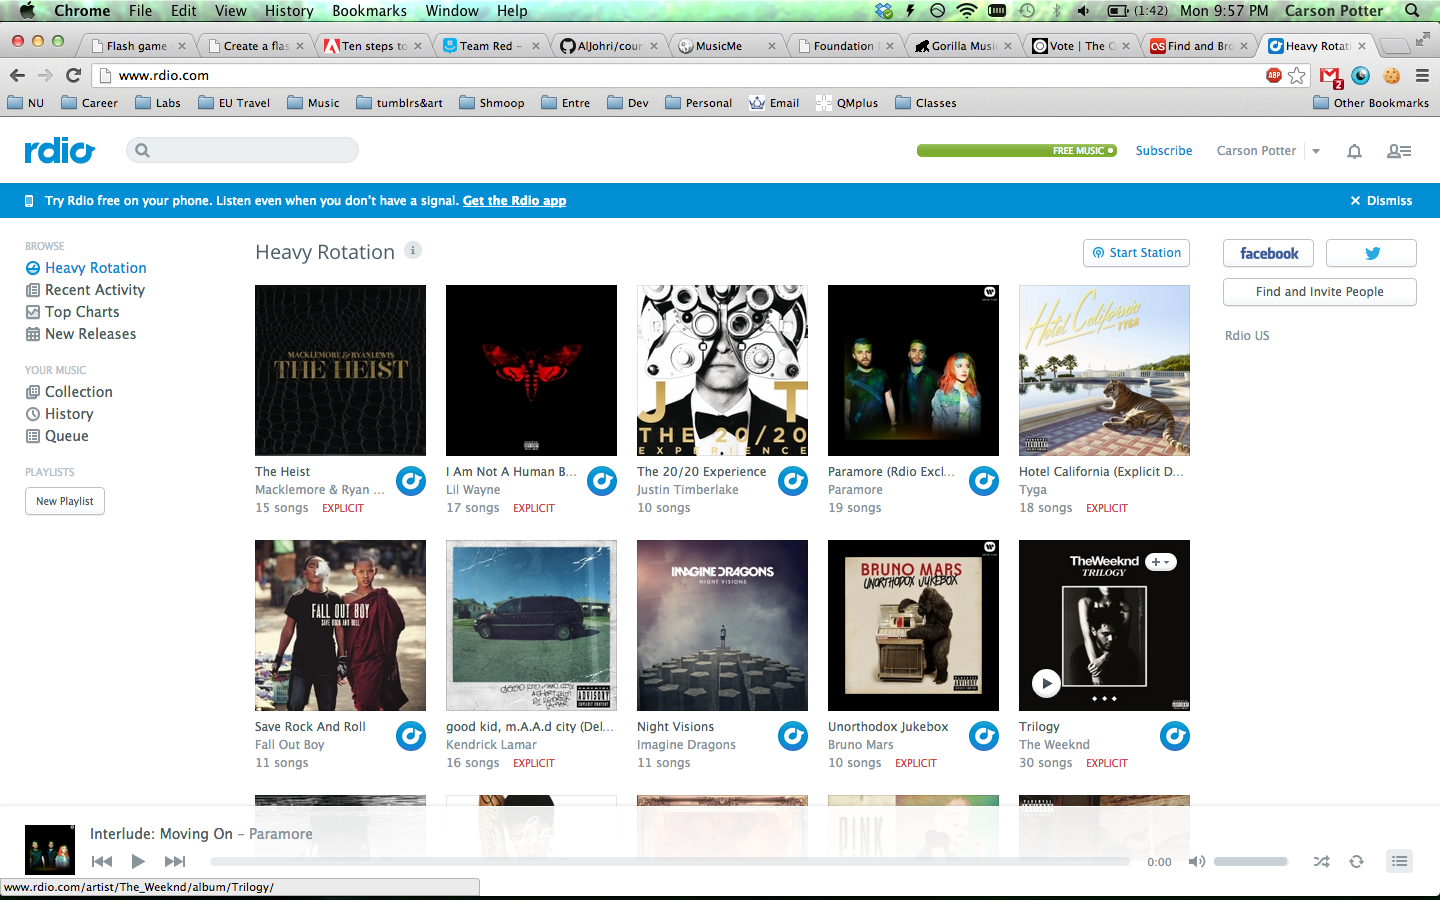 Chrome File Edit View History Bookmarks Window Help (1:42) Mon 9:57 PM Carson Potter
Flash game Create a flas Ten steps to Team Red – AlJohri/cour MusicMe Foundation Gorilla Musi Vote | The C Find and Bro Heavy Rotati
www.rdio.com ABP 2
NU Career Labs EU Travel Music tumblrs&art Shmoop Entre Dev Personal Email QMplus Classes Other Bookmarks
rdio FREE MUSIC Subscribe Carson Potter
Try Rdio free on your phone. Listen even when you don't have a signal. Get the Rdio app Dismiss
BROWSE
Heavy Rotation
Recent Activity
Top Charts
New Releases
YOUR MUSIC
Collection
History
Queue
PLAYLISTS
New Playlist
Heavy Rotation i Start Station
MACKLEMORE & RYAN LEWIS
THE HEIST
JT
THE 20/20
EXPERIENCE
Hotel California
TYGA
The Heist
Macklemore & Ryan ...
15 songs EXPLICIT
I Am Not A Human B...
Lil Wayne
17 songs EXPLICIT
The 20/20 Experience
Justin Timberlake
10 songs
Paramore (Rdio Excl...
Paramore
19 songs
Hotel California (Explicit D...
Tyga
18 songs EXPLICIT
FALL OUT BOY
SAVE ROCK AND ROLL
PARENTAL
ADVISORY
EXPLICIT CONTENT
IMAGINE DRAGONS
NIGHT VISIONS
BRUNO MARS
UNORTHODOX JUKEBOX
The Weeknd
TRILOGY
Save Rock And Roll
Fall Out Boy
11 songs
good kid, m.A.A.d city (Del...
Kendrick Lamar
16 songs EXPLICIT
Night Visions
Imagine Dragons
11 songs
Unorthodox Jukebox
Bruno Mars
10 songs EXPLICIT
Trilogy
The Weeknd
30 songs EXPLICIT
P!NK
facebook
Find and Invite People
Rdio US
Interlude: Moving On – Paramore
0:00
www.rdio.com/artist/The_Weeknd/album/Trilogy/